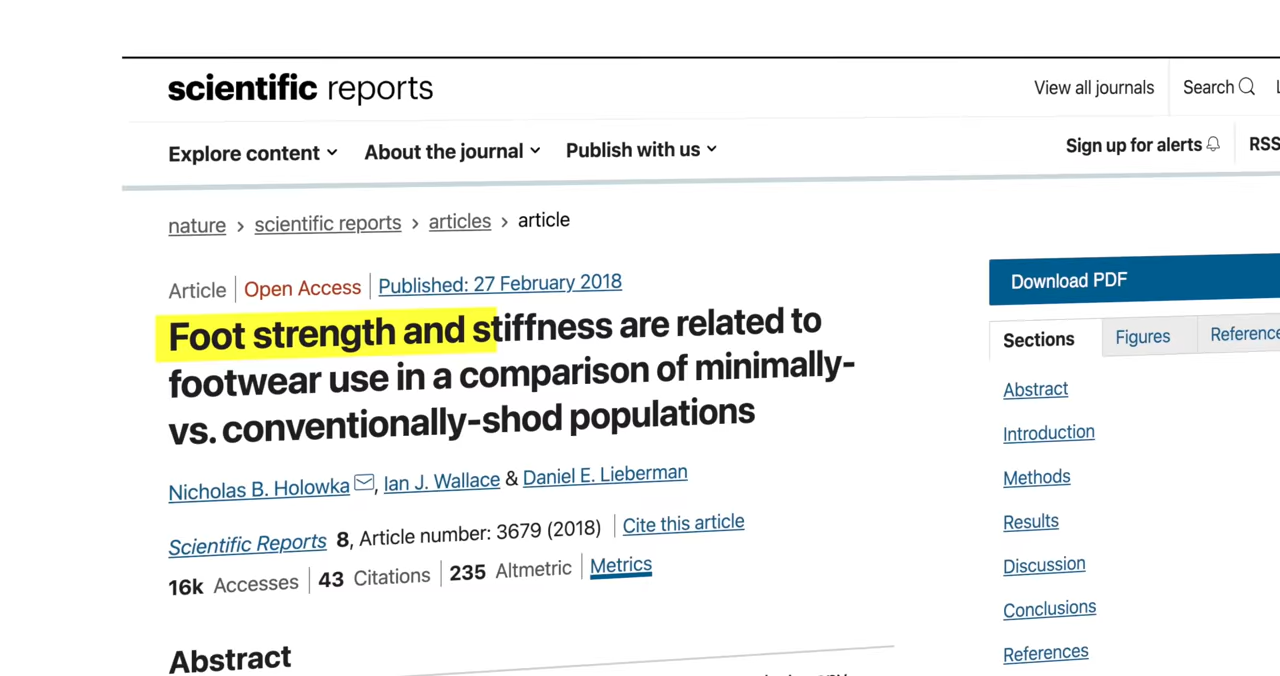 scientific reports
View all journals
Search
Explore content
About the journal
Publish with us
Sign up for alerts
RSS
nature > scientific reports > articles > article
Article | Open Access | Published: 27 February 2018
Foot strength and stiffness are related to
footwear use in a comparison of minimally-
vs. conventionally-shod populations
Nicholas B. Holowka, Ian J. Wallace & Daniel E. Lieberman
Scientific Reports 8, Article number: 3679 (2018) | Cite this article
16k Accesses | 43 Citations | 235 Altmetric | Metrics
Abstract
Download PDF
Sections
Figures
Reference
Abstract
Introduction
Methods
Results
Discussion
Conclusions
References